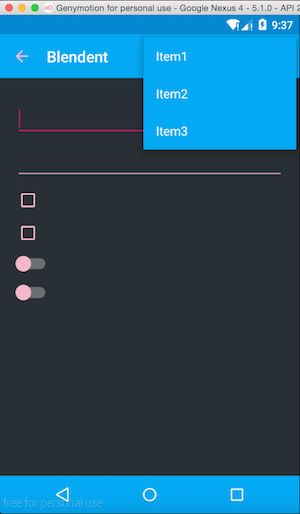 Genymotion for personal use - Google Nexus 4 - 5.1.0 - API 2
9:37
Blendent
Item1
Item2
Item3
free for personal use